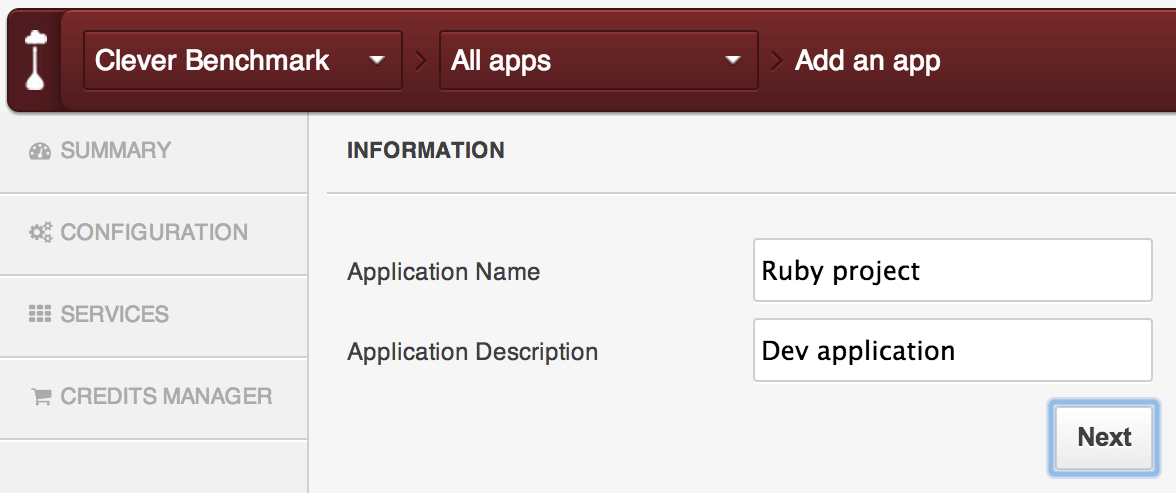 Clever Benchmark All apps Add an app
SUMMARY
CONFIGURATION
SERVICES
CREDITS MANAGER
INFORMATION
Application Name Ruby project
Application Description Dev application
Next